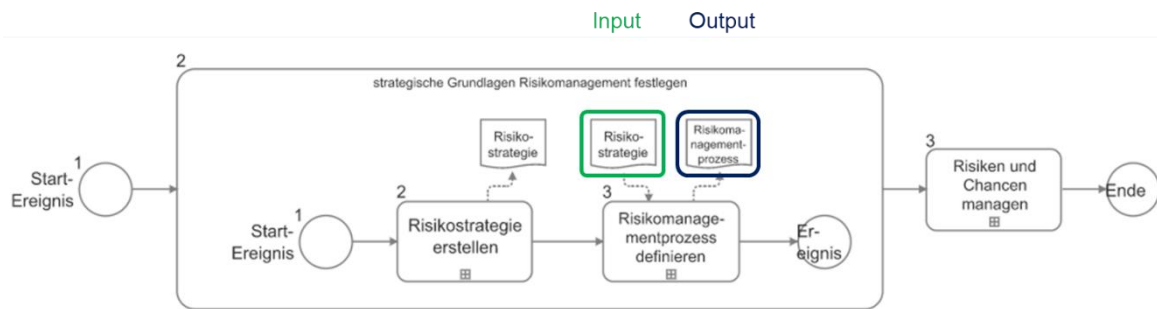 Input
Output
2
strategische Grundlagen Risikomanagement festlegen
Risiko-
strategie
Risiko-
strategie
Risikoma-
nagement-
prozess
1
Start-
Ereignis
3
Risiken und
Chancen
managen
Ende
1
Start-
Ereignis
2
Risikostrategie
erstellen
3
Risikomanage-
mentprozess
definieren
Er-
eignis